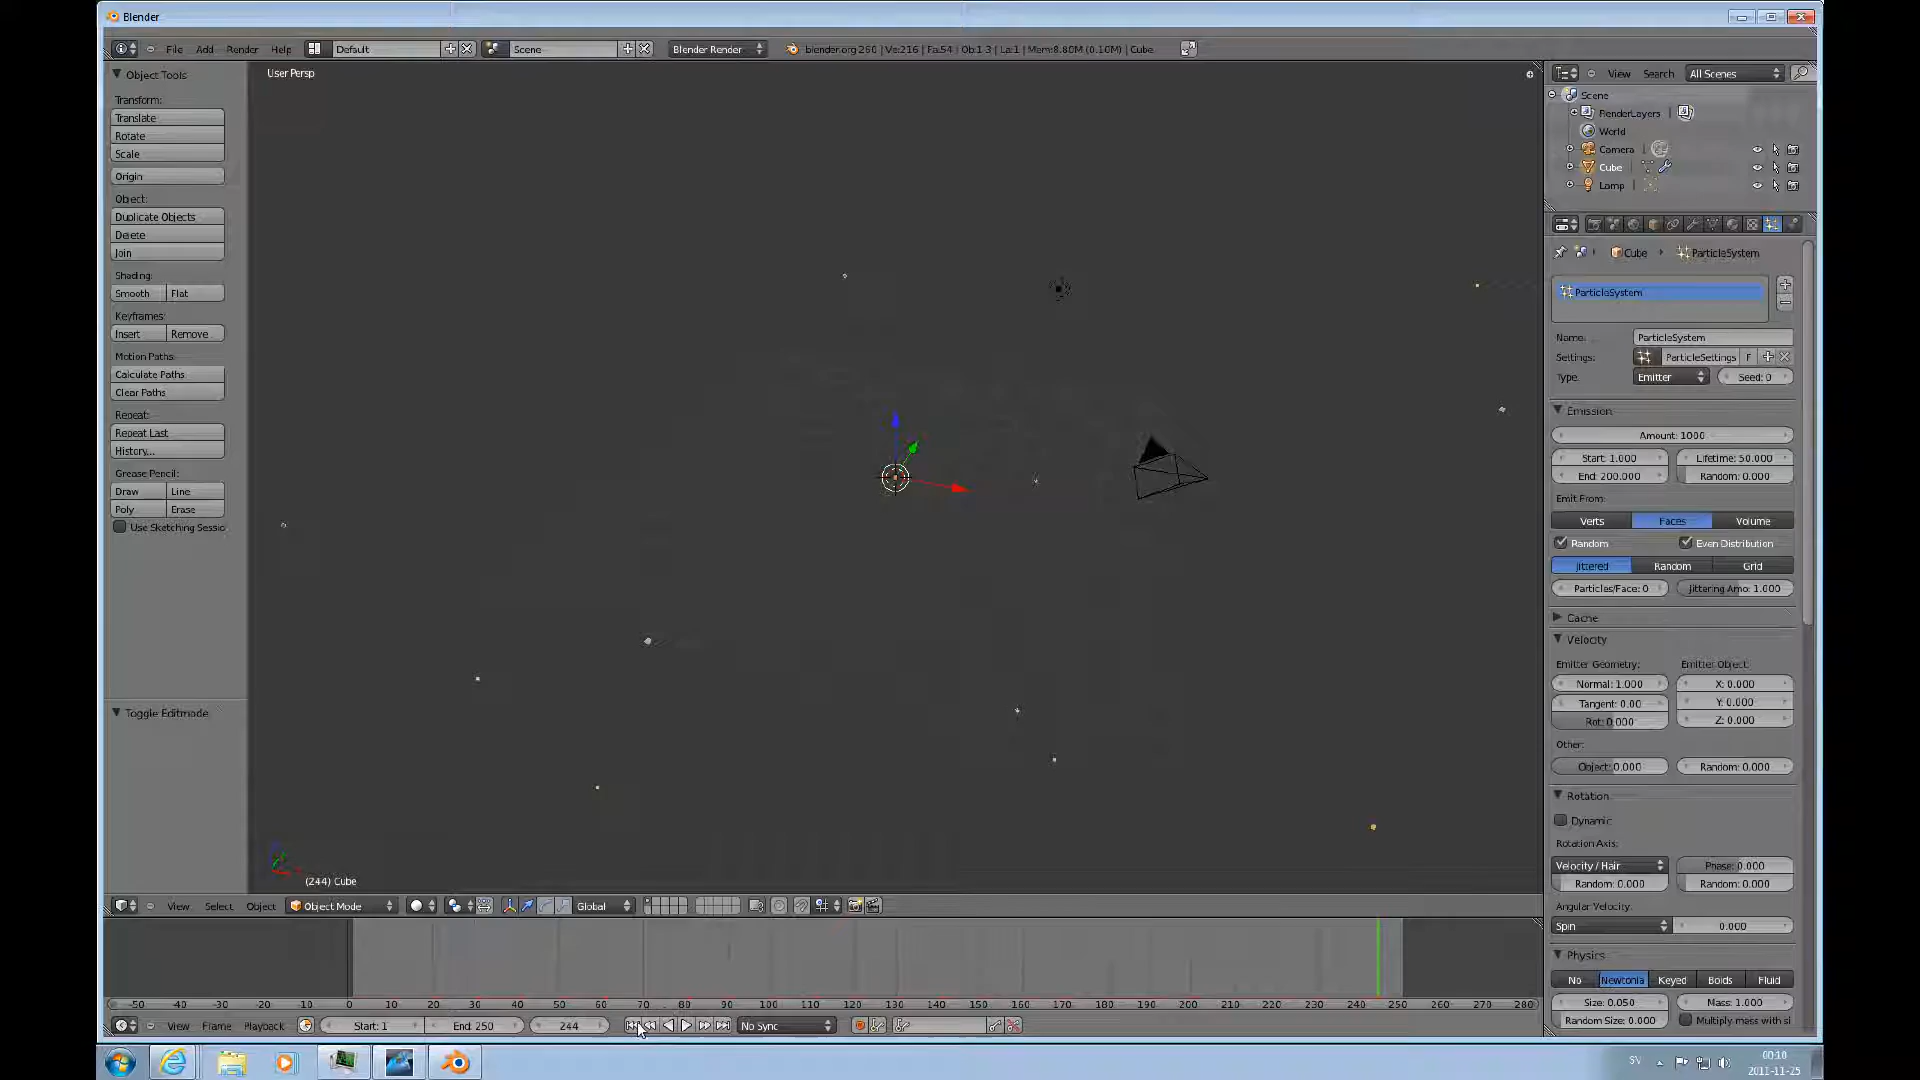 Blender
File Add Render Help Default Scene Blender Render blender.org 260 | Ve:216 | Fa:54 | Ob:1-3 | La:1 | Mem:8.80M (0.10M) | Cube
Object Tools
User Persp
View Search All Scenes
Scene
Transform:
RenderLayers
Translate
World
Rotate
Camera
Scale
Cube
Origin
Lamp
Object:
Duplicate Objects
Delete
Join
Cube ParticleSystem
Shading:
Smooth Flat
ParticleSystem
Keyframes:
Insert Remove
Name: ParticleSystem
Motion Paths:
Settings: ParticleSettings F
Calculate Paths
Type: Emitter Seed: 0
Clear Paths
Repeat:
Emission
Repeat Last
Amount: 1000
History...
Start: 1.000 Lifetime: 50.000
Grease Pencil:
End: 200.000 Random: 0.000
Draw Line
Emit From:
Poly Erase
Verts Faces Volume
Use Sketching Sessio
Random Even Distribution
Jittered Random Grid
Particles/Face: 0 Jittering Amo: 1.000
Cache
Velocity
Emitter Geometry: Emitter Object:
Normal: 1.000 X: 0.000
Tangent: 0.00 Y: 0.000
Toggle Editmode
Rot: 0.000 Z: 0.000
Other:
Object: 0.000 Random: 0.000
Rotation
Dynamic
Rotation Axis:
Velocity / Hair Phase: 0.000
(244) Cube
Random: 0.000 Random: 0.000
View Select Object Object Mode Global
Angular Velocity:
Spin 0.000
Physics
No Newtonia Keyed Boids Fluid
-50 -40 -30 -20 -10 0 10 20 30 40 50 60 70 80 90 100 110 120 130 140 150 160 170 180 190 200 210 220 230 240 250 260 270 280
Size: 0.050 Mass: 1.000
View Frame Playback Start: 1 End: 250 244 No Sync
Random Size: 0.000 Multiply mass with si
SV
00:10
2011-11-25